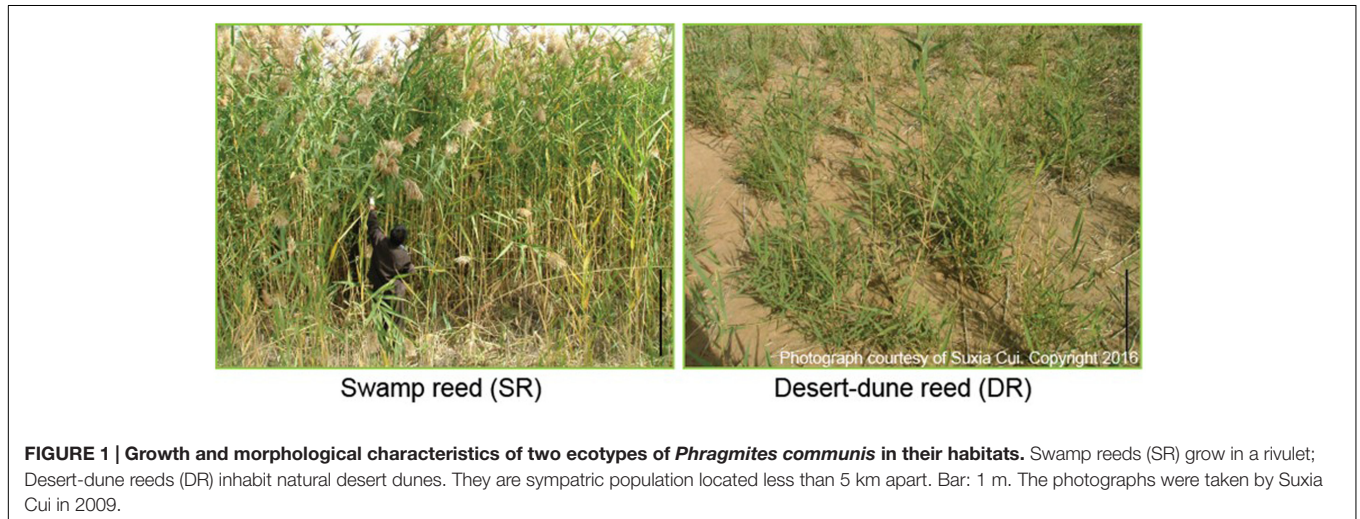 Photograph courtesy of Suxia Cui. Copyright 2016
Swamp reed (SR)
Desert-dune reed (DR)
FIGURE 1 | Growth and morphological characteristics of two ecotypes of Phragmites communis in their habitats. Swamp reeds (SR) grow in a rivulet;
Desert-dune reeds (DR) inhabit natural desert dunes. They are sympatric population located less than 5 km apart. Bar: 1 m. The photographs were taken by Suxia
Cui in 2009.